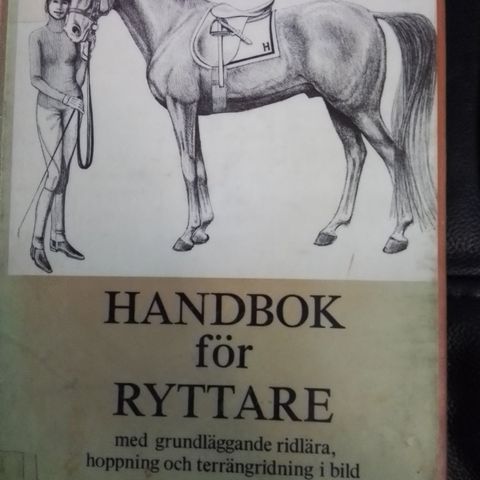 H
HANDBOK
för
RYTTARE
med grundläggande ridlära,
hoppning och terrängridning i bild